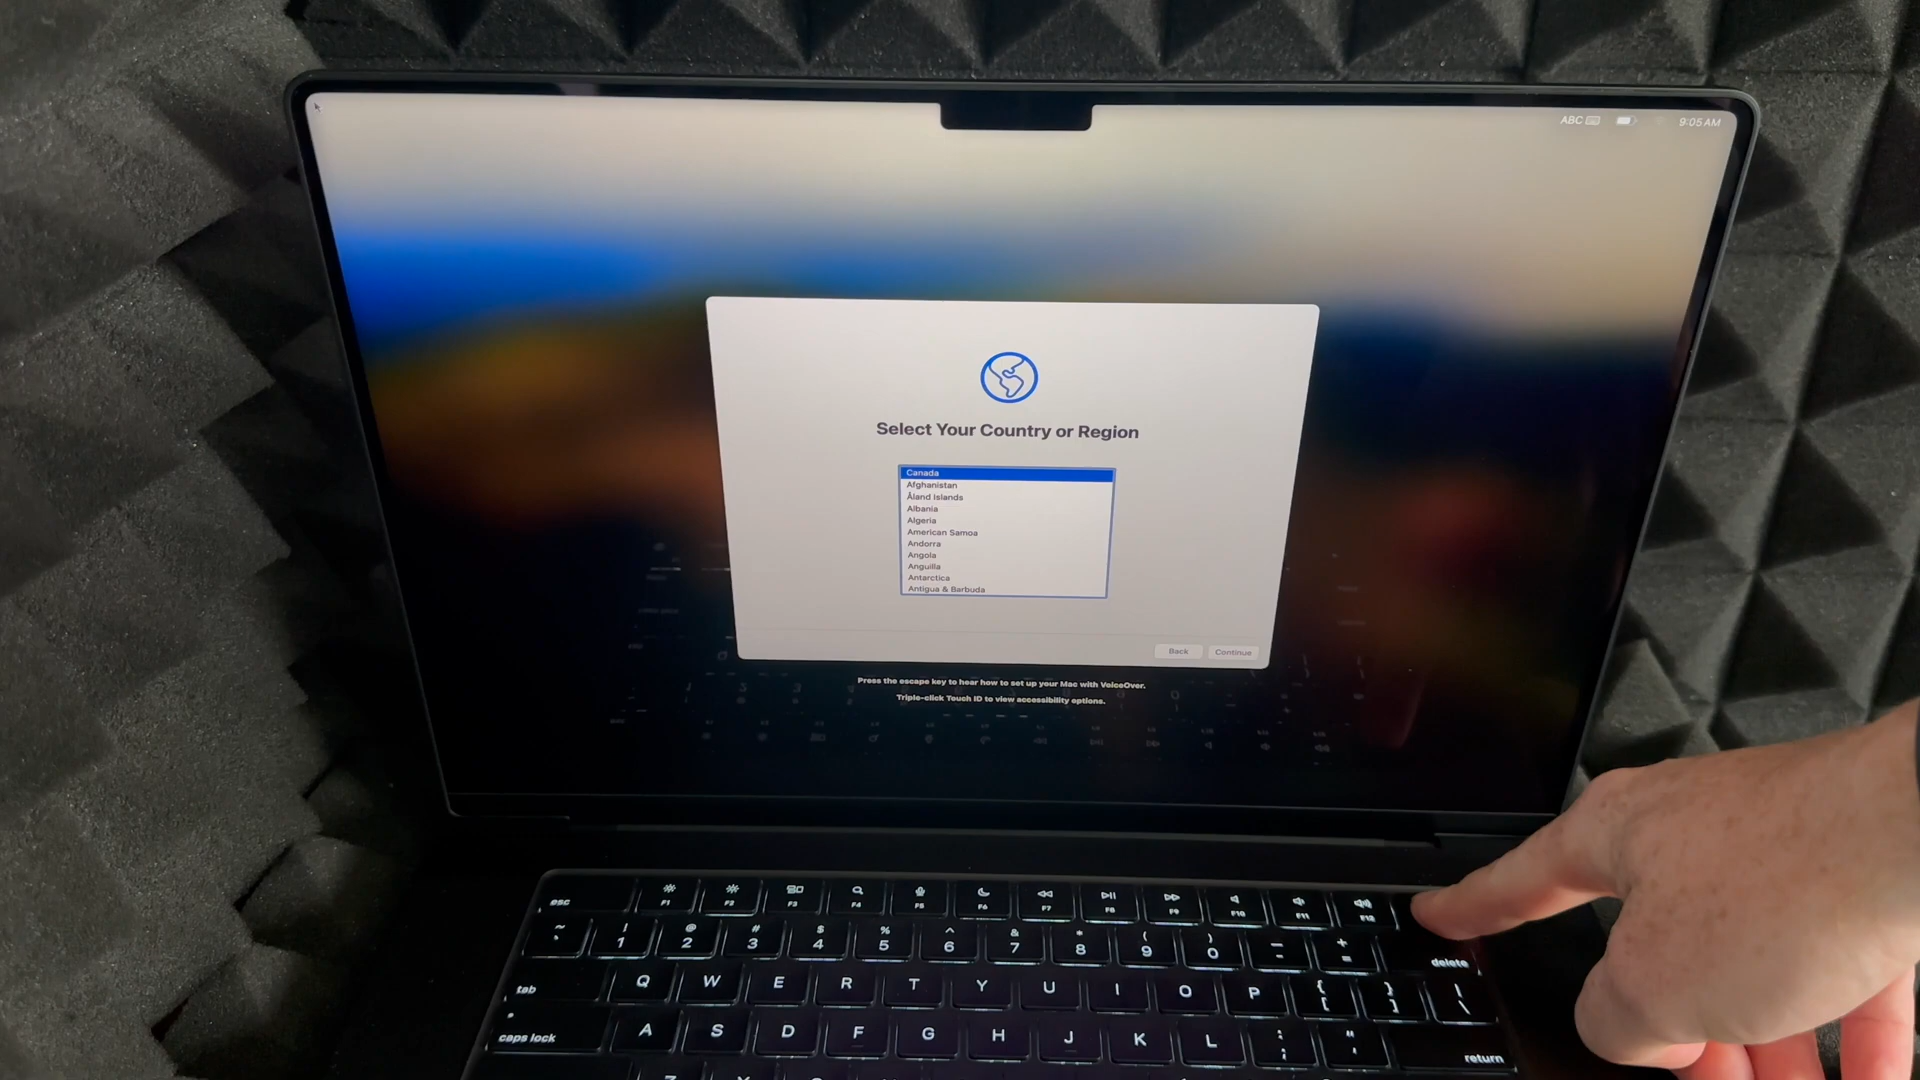 ABC
9:05 AM
Select Your Country or Region
Canada
Afghanistan
Åland Islands
Albania
Algeria
American Samoa
Andorra
Angola
Anguilla
Antarctica
Antigua & Barbuda
Back
Continue
Press the escape key to hear how to set up your Mac with VoiceOver.
Triple-click Touch ID to view accessibility options.
esc
F1
F2
F3
F4
F5
F6
F7
F8
F9
F10
F11
F12
~ ! @ # $ % ^ & * ( ) — +
` 1 2 3 4 5 6 7 8 9 0 - =
delete
tab
Q W E R T Y U I O P { } |
[ ] \
caps lock
A S D F G H J K L : "
; '
return